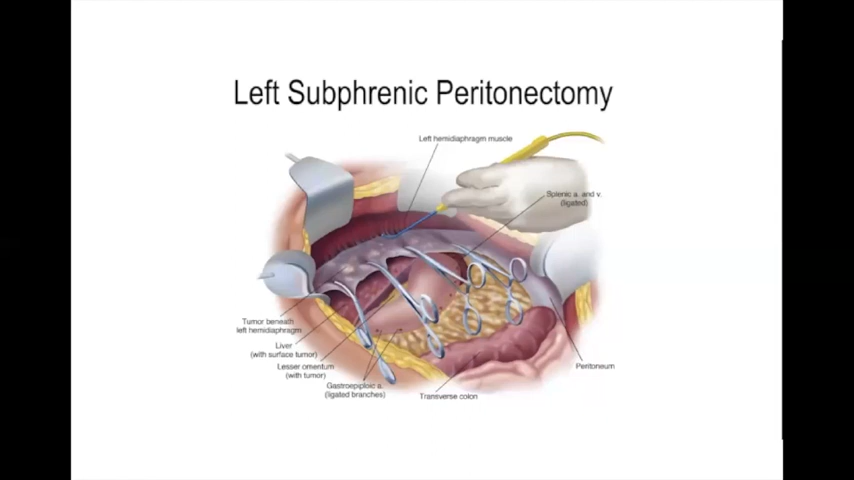 Left Subphrenic Peritonectomy
Left hemidiaphragm muscle
Splenic a. and v.
(ligated)
Tumor beneath
left hemidiaphragm
Liver
(with surface tumor)
Lesser omentum
(with tumor)
Gastroepiploic a.
(ligated branches)
Transverse colon
Peritoneum